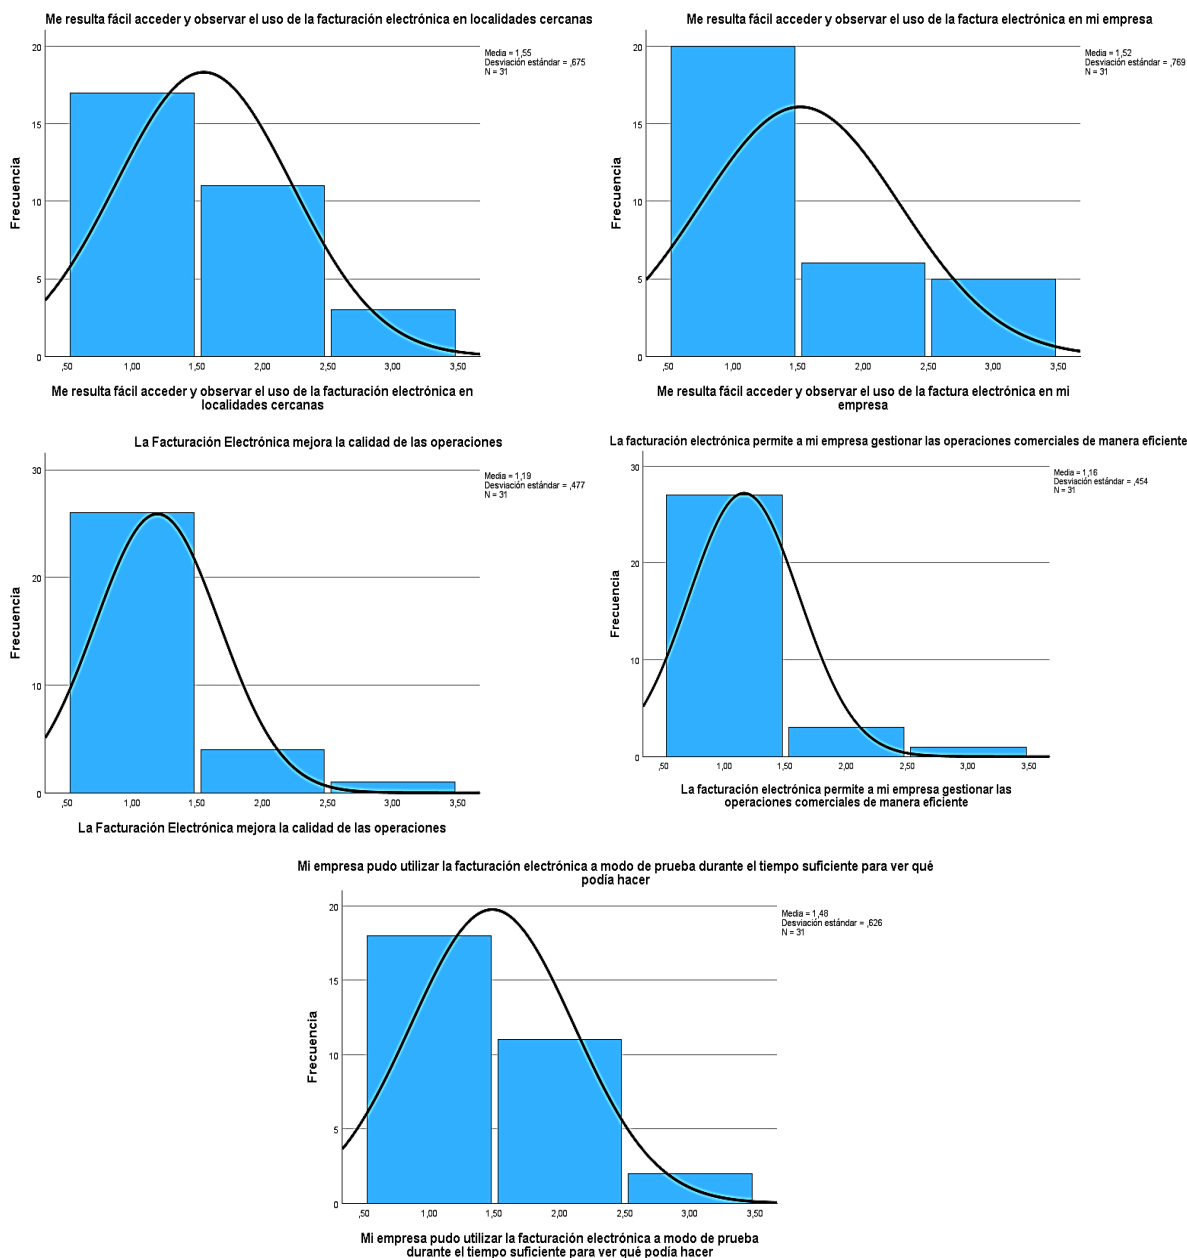 Me resulta fácil acceder y observar el uso de la facturación electrónica en localidades cercanas
Media = 1,55
Desviación estándar = ,675
N = 31
Frecuencia
20
15
10
5
0
,50
1,00
1,50
2,00
2,50
3,00
3,50
Me resulta fácil acceder y observar el uso de la facturación electrónica en
localidades cercanas
Me resulta fácil acceder y observar el uso de la factura electrónica en mi empresa
Media = 1,52
Desviación estándar = ,769
N = 31
Frecuencia
20
15
10
5
0
,50
1,00
1,50
2,00
2,50
3,00
3,50
Me resulta fácil acceder y observar el uso de la factura electrónica en mi
empresa
La Facturación Electrónica mejora la calidad de las operaciones
Media = 1,19
Desviación estándar = ,477
N = 31
Frecuencia
30
20
10
0
,50
1,00
1,50
2,00
2,50
3,00
3,50
La Facturación Electrónica mejora la calidad de las operaciones
La facturación electrónica permite a mi empresa gestionar las operaciones comerciales de manera eficiente
Media = 1,16
Desviación estándar = ,454
N = 31
Frecuencia
30
20
10
0
,50
1,00
1,50
2,00
2,50
3,00
3,50
La facturación electrónica permite a mi empresa gestionar las
operaciones comerciales de manera eficiente
Mi empresa pudo utilizar la facturación electrónica a modo de prueba durante el tiempo suficiente para ver qué
podía hacer
Media = 1,48
Desviación estándar = ,626
N = 31
Frecuencia
20
15
10
5
0
,50
1,00
1,50
2,00
2,50
3,00
3,50
Mi empresa pudo utilizar la facturación electrónica a modo de prueba
durante el tiempo suficiente para ver qué podía hacer